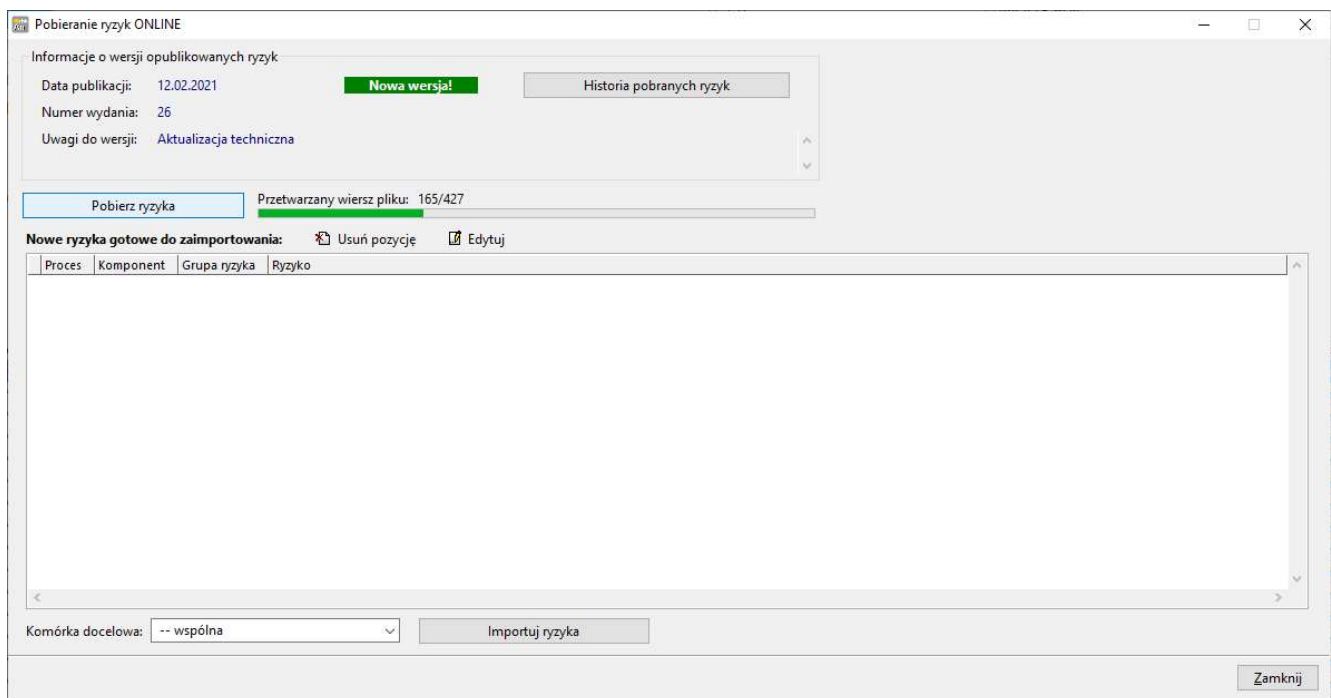 Pobieranie ryzyk ONLINE
Informacje o wersji opublikowanych ryzyk
Data publikacji: 12.02.2021 Nowa wersja! Historia pobranych ryzyk
Numer wydania: 26
Uwagi do wersji: Aktualizacja techniczna
Pobierz ryzyka Przetwarzany wiersz pliku: 165/427
Nowe ryzyka gotowe do zaimportowania: Usuń pozycję Edytuj
Proces Komponent Grupa ryzyka Ryzyko
Komórka docelowa: -- wspólna Importuj ryzyka
Zamknij